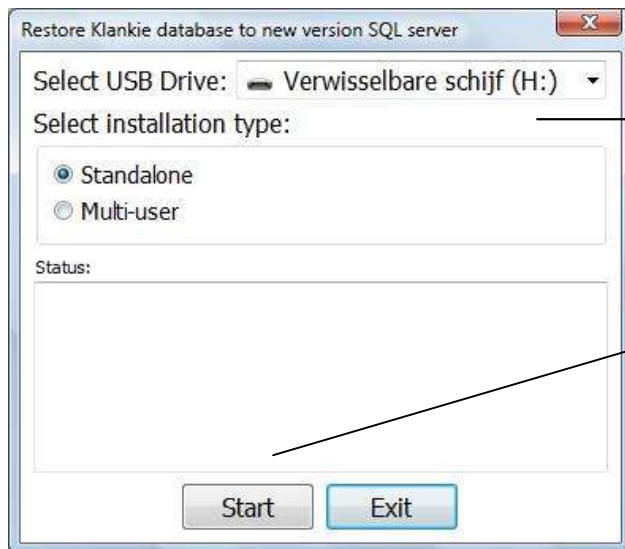 Restore Klankie database to new version SQL server
Select USB Drive: Verwisselbare schijf (H:)
Select installation type:
Standalone
Multi-user
Status:
Start Exit